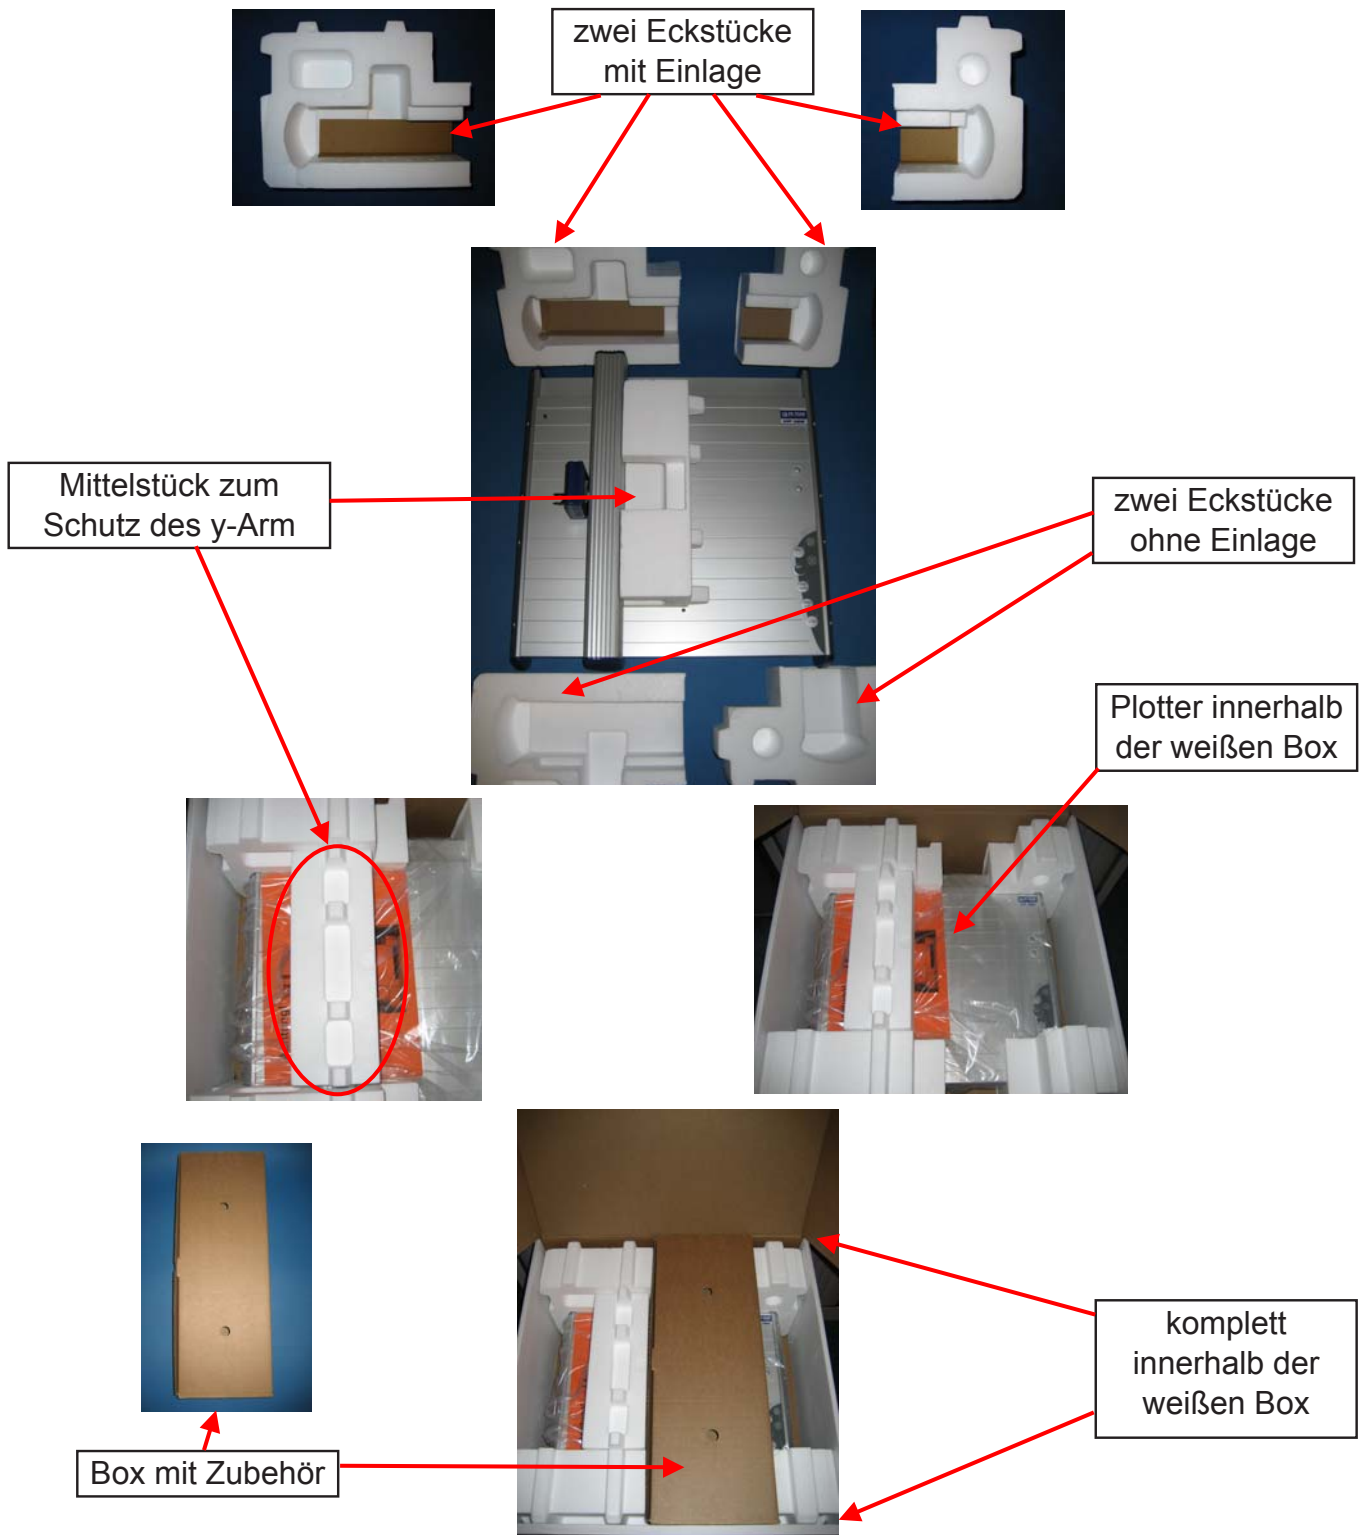 zwei Eckstücke
mit Einlage
Mittelstück zum
Schutz des y-Arm
zwei Eckstücke
ohne Einlage
Plotter innerhalb
der weißen Box
komplett
innerhalb der
weißen Box
Box mit Zubehör